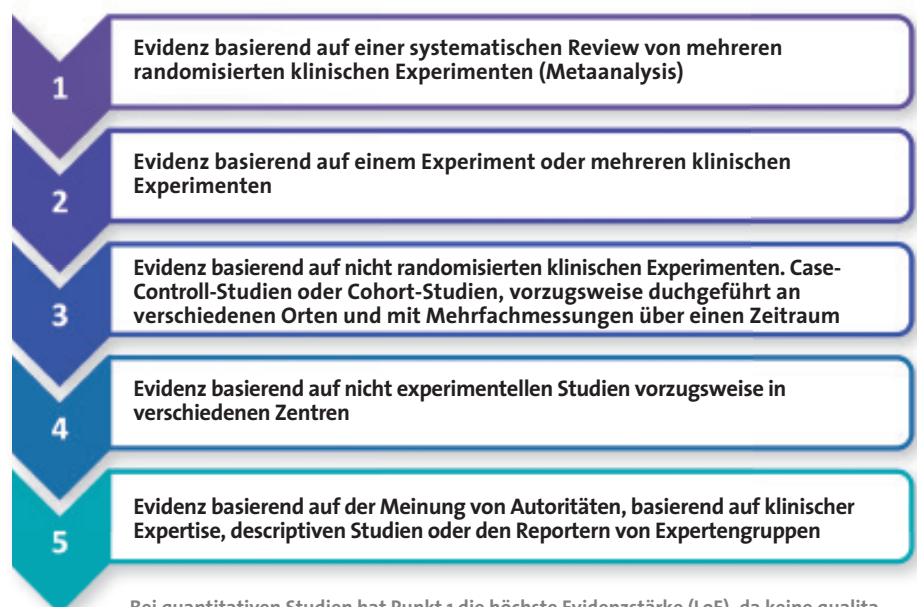 1
Evidenz basierend auf einer systematischen Review von mehreren
randomisierten klinischen Experimenten (Metaanalysis)
2
Evidenz basierend auf einem Experiment oder mehreren klinischen
Experimenten
3
Evidenz basierend auf nicht randomisierten klinischen Experimenten. Case-
Controll-Studien oder Cohort-Studien, vorzugsweise duchgeführt an
verschiedenen Orten und mit Mehrfachmessungen über einen Zeitraum
4
Evidenz basierend auf nicht experimentellen Studien vorzugsweise in
verschiedenen Zentren
5
Evidenz basierend auf der Meinung von Autoritäten, basierend auf klinischer
Expertise, descriptiven Studien oder den Reportern von Expertengruppen
Bei quantitativen Studien hat Punkt 1 die höchste Evidenzstärke (LoE), da keine qualita-